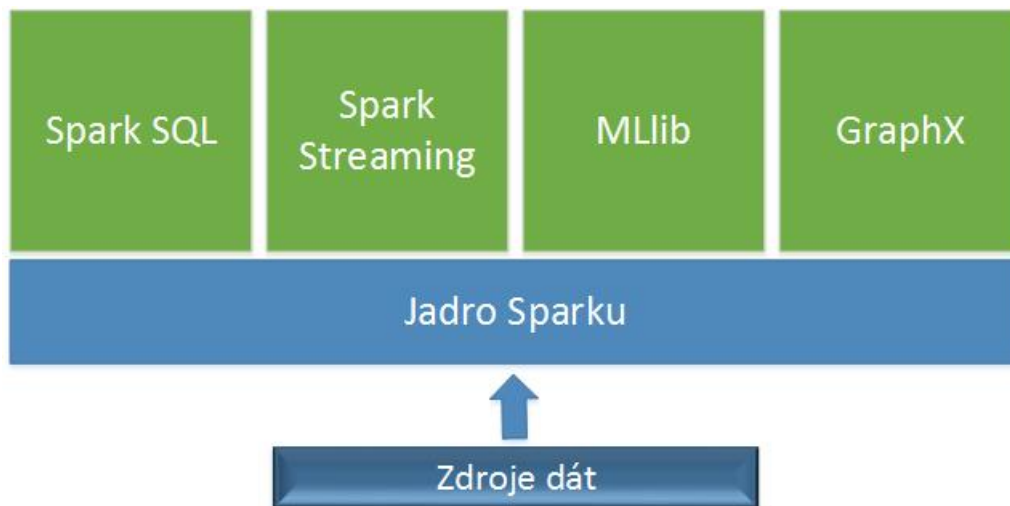 Spark SQL
Spark
Streaming
MLlib
GraphX
Jadro Sparku
Zdroje dát